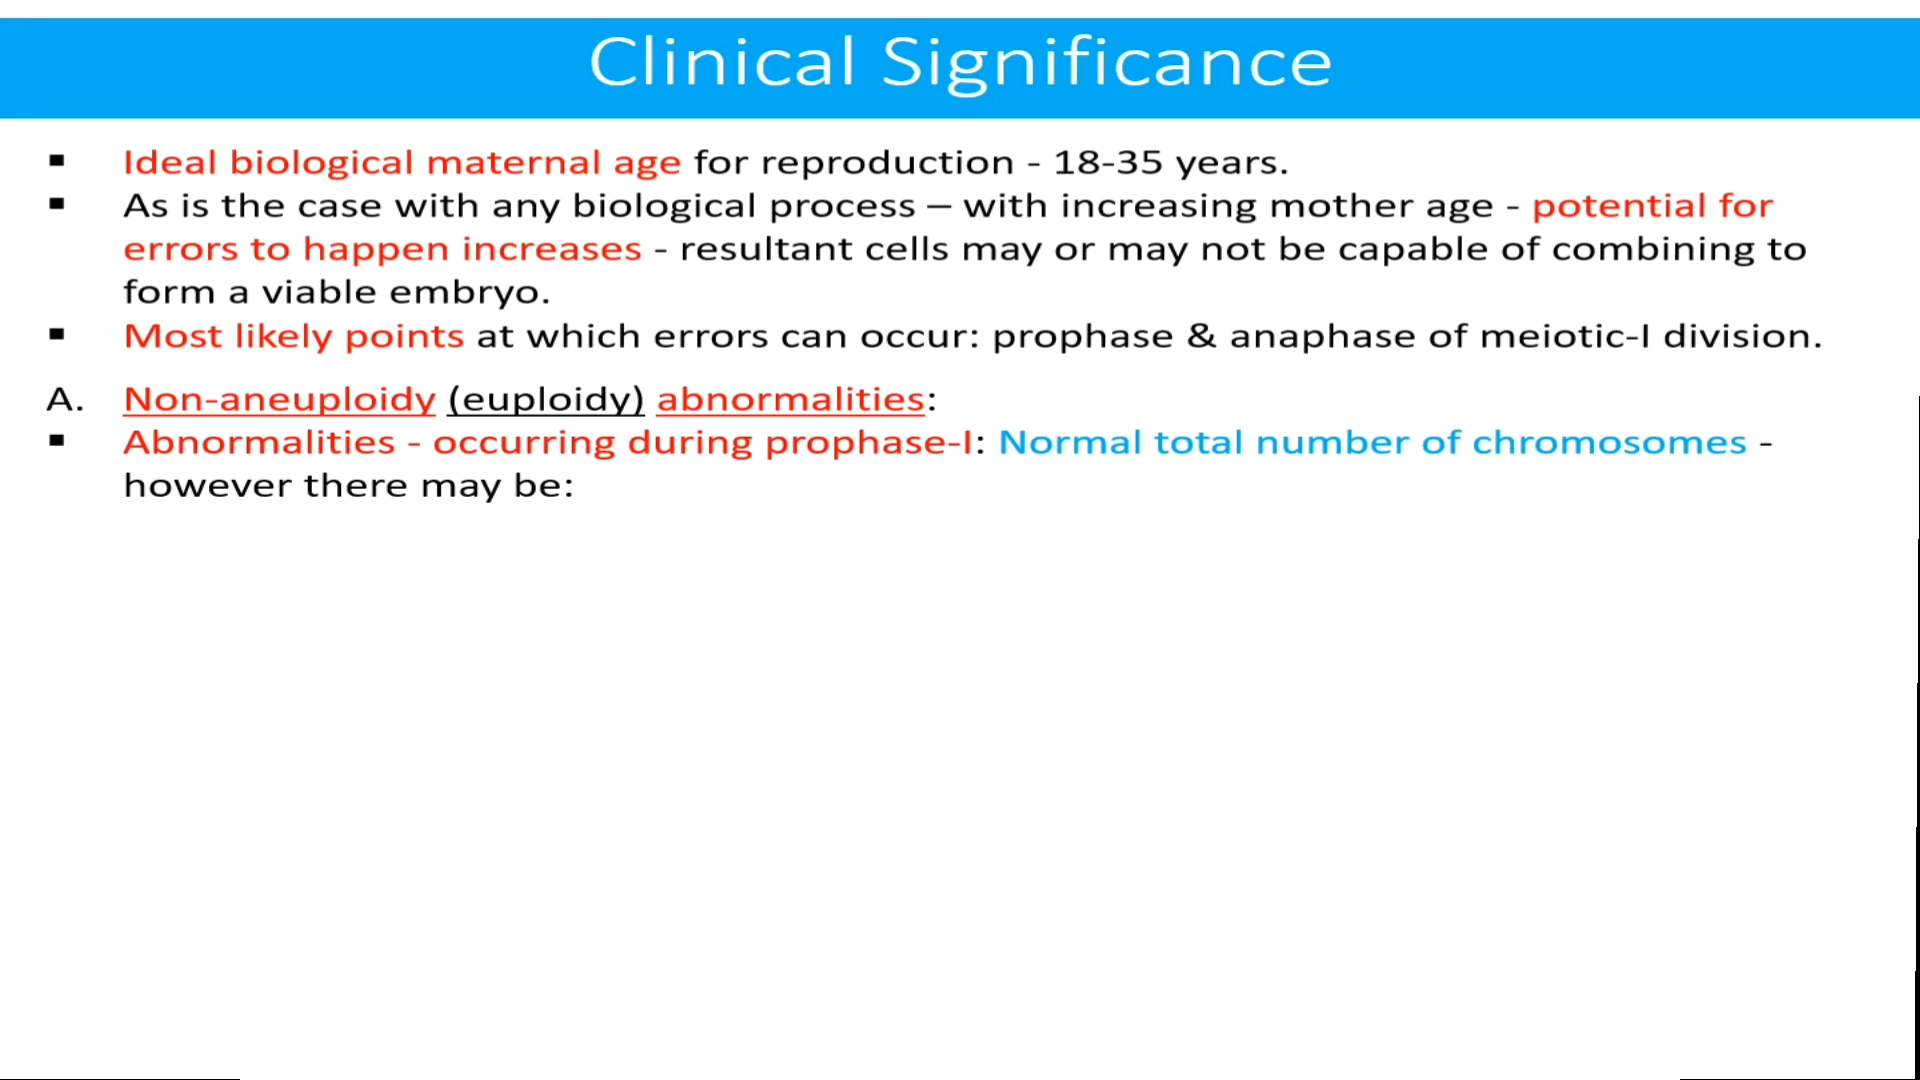 Clinical Significance
▪ Ideal biological maternal age for reproduction - 18-35 years.
▪ As is the case with any biological process – with increasing mother age - potential for
errors to happen increases - resultant cells may or may not be capable of combining to
form a viable embryo.
▪ Most likely points at which errors can occur: prophase & anaphase of meiotic-I division.
A. Non-aneuploidy (euploidy) abnormalities:
▪ Abnormalities - occurring during prophase-I: Normal total number of chromosomes -
however there may be: